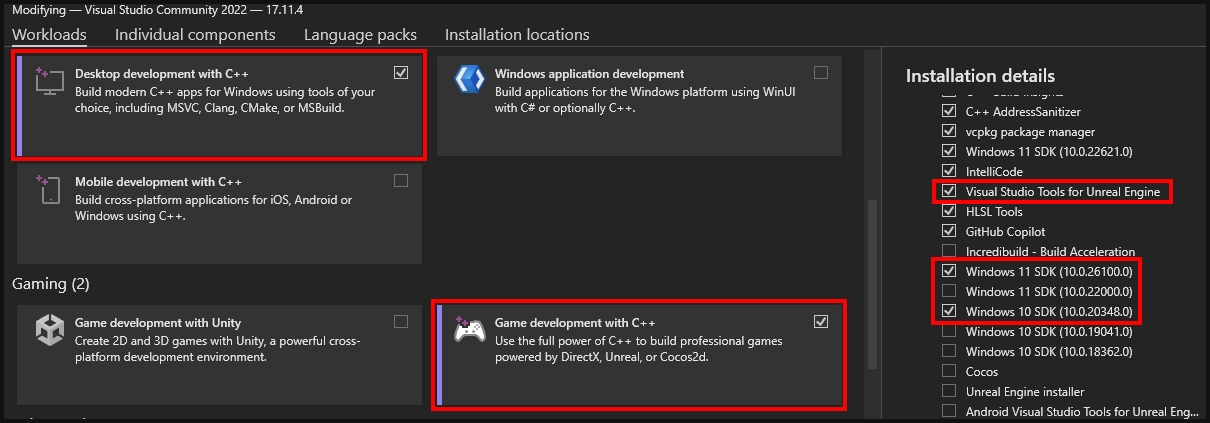 Modifying — Visual Studio Community 2022 — 17.11.4
Workloads
Individual components
Language packs
Installation locations
Desktop development with C++
Build modern C++ apps for Windows using tools of your
choice, including MSVC, Clang, CMake, or MSBuild.
Windows application development
Build applications for the Windows platform using WinUI
with C# or optionally C++.
Mobile development with C++
Build cross-platform applications for iOS, Android or
Windows using C++.
Gaming (2)
Game development with Unity
Create 2D and 3D games with Unity, a powerful cross-
platform development environment.
Game development with C++
Use the full power of C++ to build professional games
powered by DirectX, Unreal, or Cocos2d.
Installation details
C++ AddressSanitizer
vcpkg package manager
Windows 11 SDK (10.0.22621.0)
IntelliCode
Visual Studio Tools for Unreal Engine
HLSL Tools
GitHub Copilot
Incredibuild - Build Acceleration
Windows 11 SDK (10.0.26100.0)
Windows 11 SDK (10.0.22000.0)
Windows 10 SDK (10.0.20348.0)
Windows 10 SDK (10.0.19041.0)
Windows 10 SDK (10.0.18362.0)
Cocos
Unreal Engine installer
Android Visual Studio Tools for Unreal Eng...